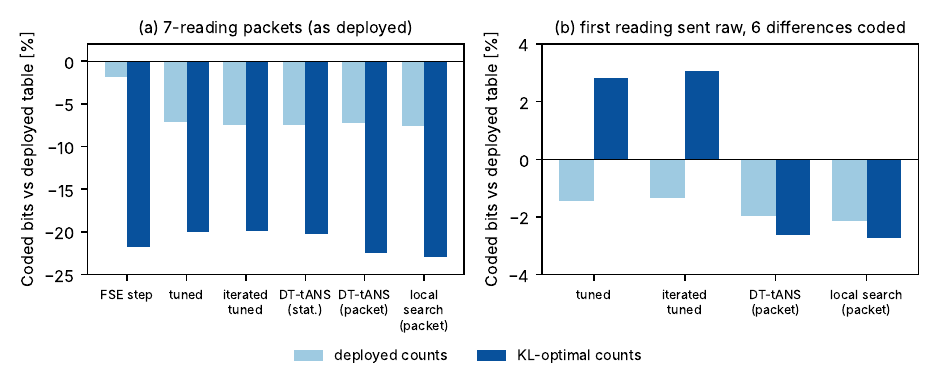 (a) 7-reading packets (as deployed)
Coded bits vs deployed table [%]
0
−5
−10
−15
−20
−25
FSE step
tuned
iterated
tuned
DT-tANS
(stat.)
DT-tANS
(packet)
local
search
(packet)
(b) first reading sent raw, 6 differences coded
Coded bits vs deployed table [%]
4
2
0
−2
−4
tuned
iterated
tuned
DT-tANS
(packet)
local search
(packet)
deployed counts
KL-optimal counts